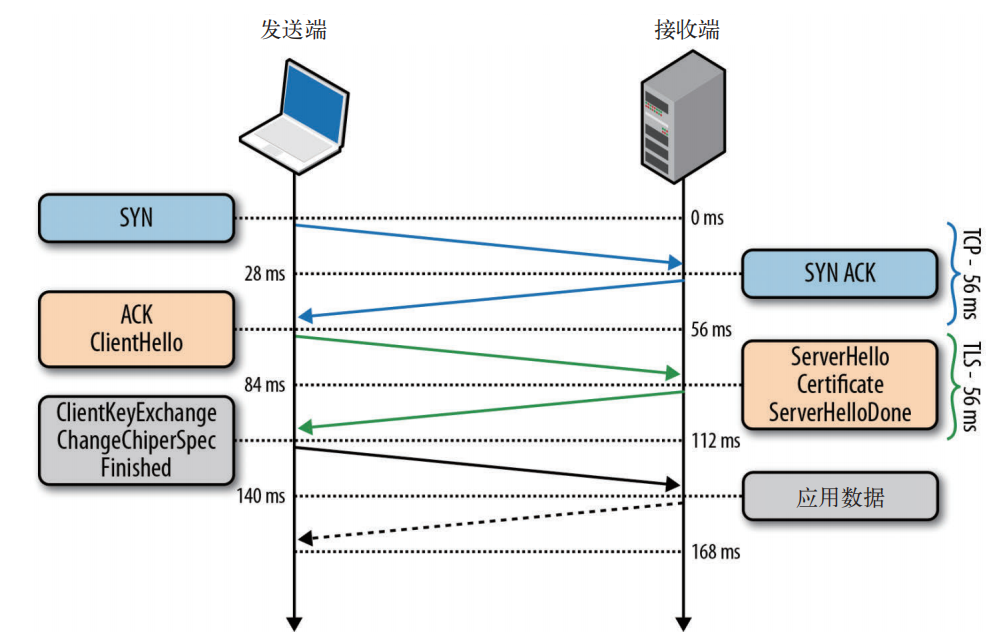 发送端
接收端
SYN
0 ms
28 ms
SYN ACK
TCP - 56 ms
ACK
ClientHello
56 ms
84 ms
ServerHello
Certificate
ServerHelloDone
TLS - 56 ms
ClientKeyExchange
ChangeChiperSpec
Finished
112 ms
140 ms
应用数据
168 ms